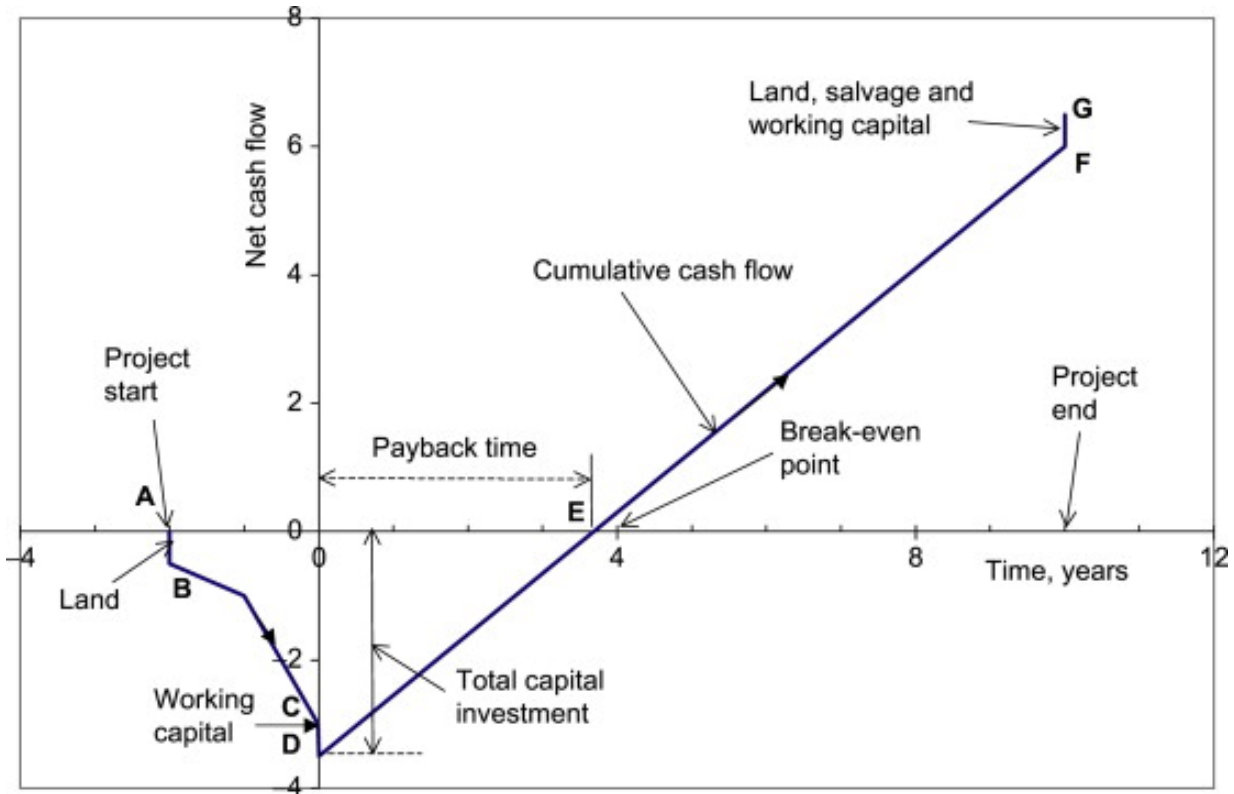 8
Net cash flow
Land, salvage and
working capital
G
6
F
4
Cumulative cash flow
Project
start
Project
end
2
Break-even
point
Payback time
A
E
0
-4
0
4
8
12
Time, years
B
Land
-2
Total capital
investment
Working
capital
C
D
-4